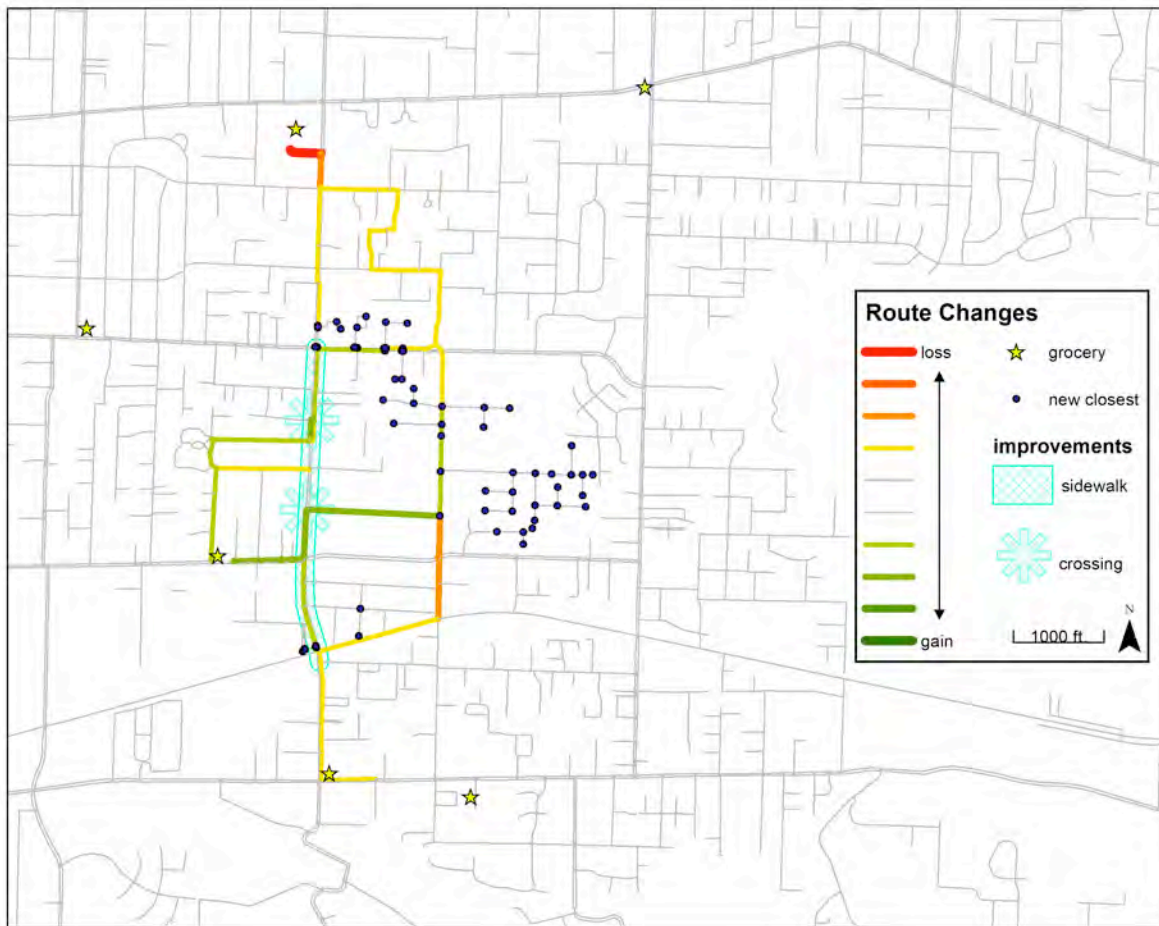 Route Changes
loss
grocery
new closest
improvements
sidewalk
crossing
N
gain
1000 ft.